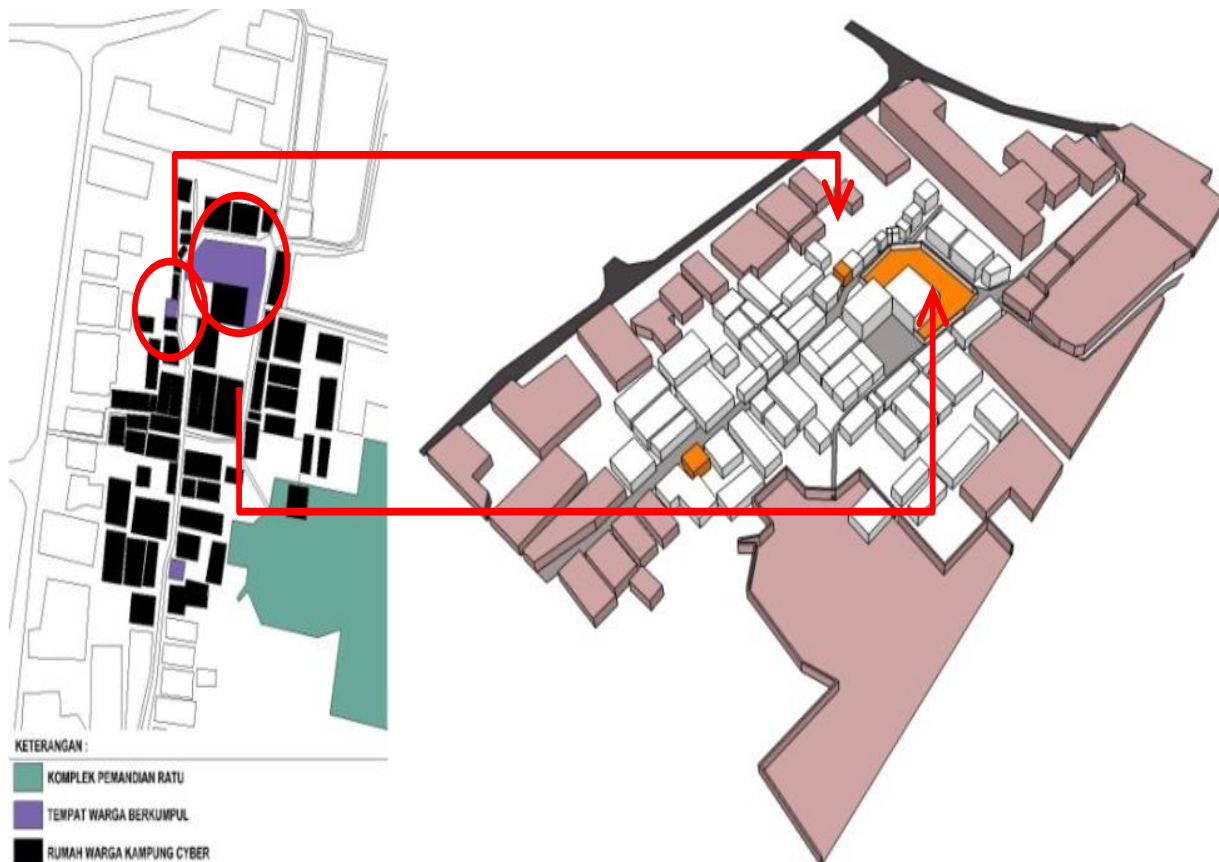 KETERANGAN :
KOMPLEK PEMANDIAN RATU
TEMPAT WARGA BERKUMPUL
RUMAH WARGA KAMPUNG CYBER